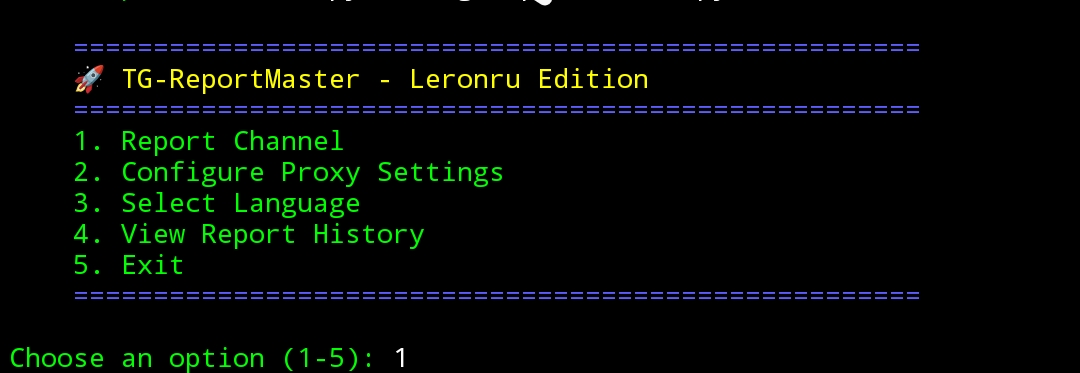 ==================================================
🚀 TG-ReportMaster - Leronru Edition
==================================================
1. Report Channel
2. Configure Proxy Settings
3. Select Language
4. View Report History
5. Exit
==================================================
Choose an option (1-5): 1